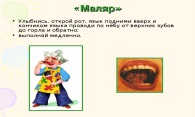 «Маляр»
• Улыбнись, открой рот, язык подними вверх и
кончиком языка проводи по небу от верхних зубов
до горла и обратно;
• выполняй медленно.